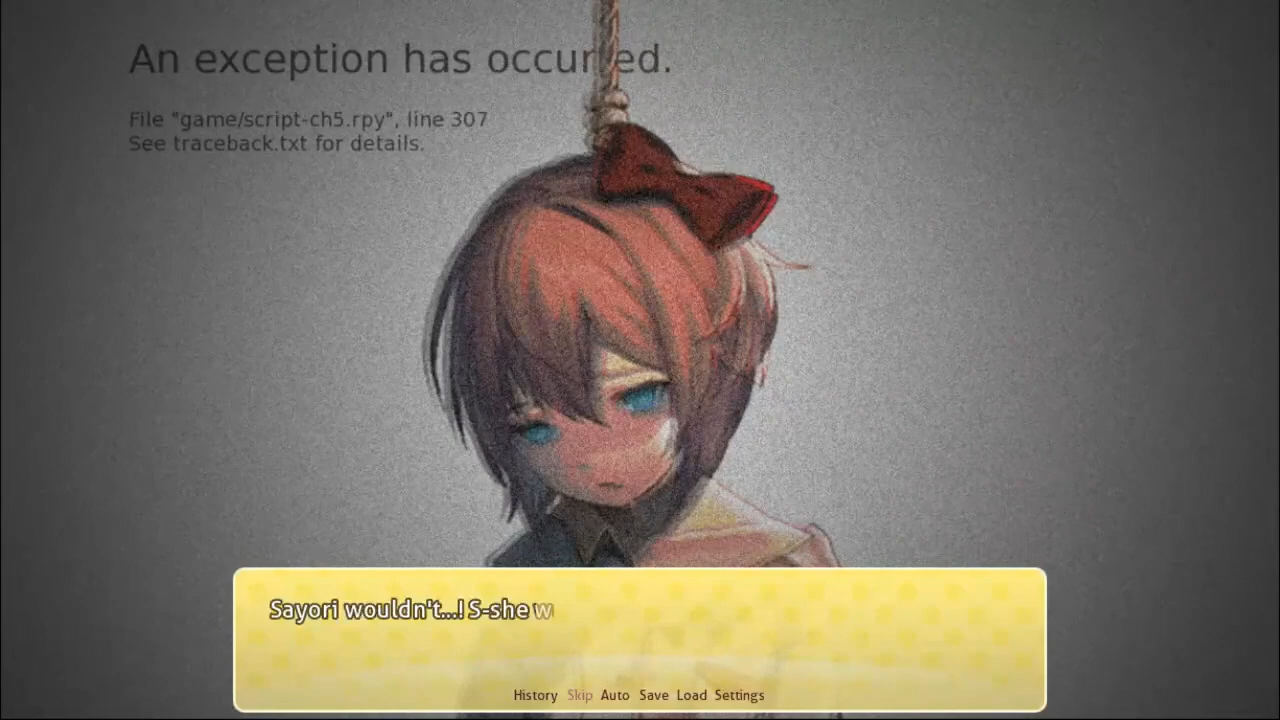 An exception has occurred.
File "game/script-ch5.rpy", line 307
See traceback.txt for details.
Sayori wouldn't...! S-she w
History Skip Auto Save Load Settings